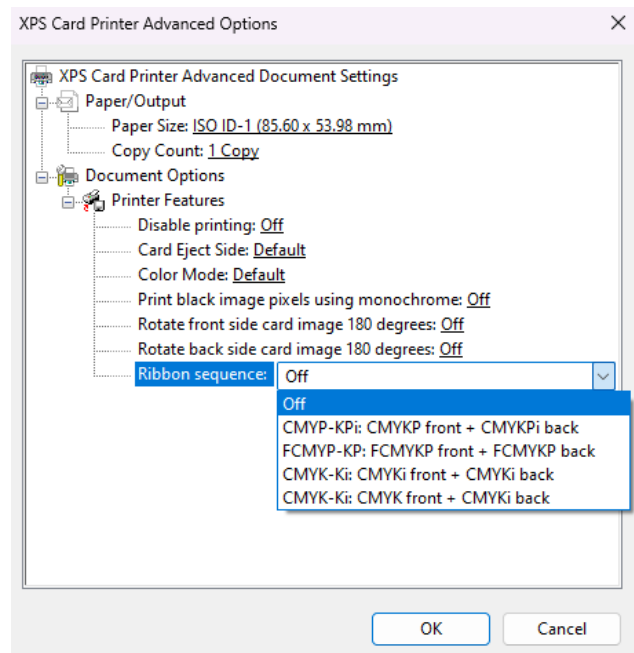 XPS Card Printer Advanced Options
XPS Card Printer Advanced Document Settings
Paper/Output
Paper Size: ISO ID-1 (85.60 x 53.98 mm)
Copy Count: 1 Copy
Document Options
Printer Features
Disable printing: Off
Card Eject Side: Default
Color Mode: Default
Print black image pixels using monochrome: Off
Rotate front side card image 180 degrees: Off
Rotate back side card image 180 degrees: Off
Ribbon sequence: Off
Off
CMYP-KPi: CMYKP front + CMYKPi back
FCMYP-KP: FCMYKP front + FCMYKP back
CMYK-Ki: CMYKi front + CMYKi back
CMYK-Ki: CMYK front + CMYKi back
OK Cancel